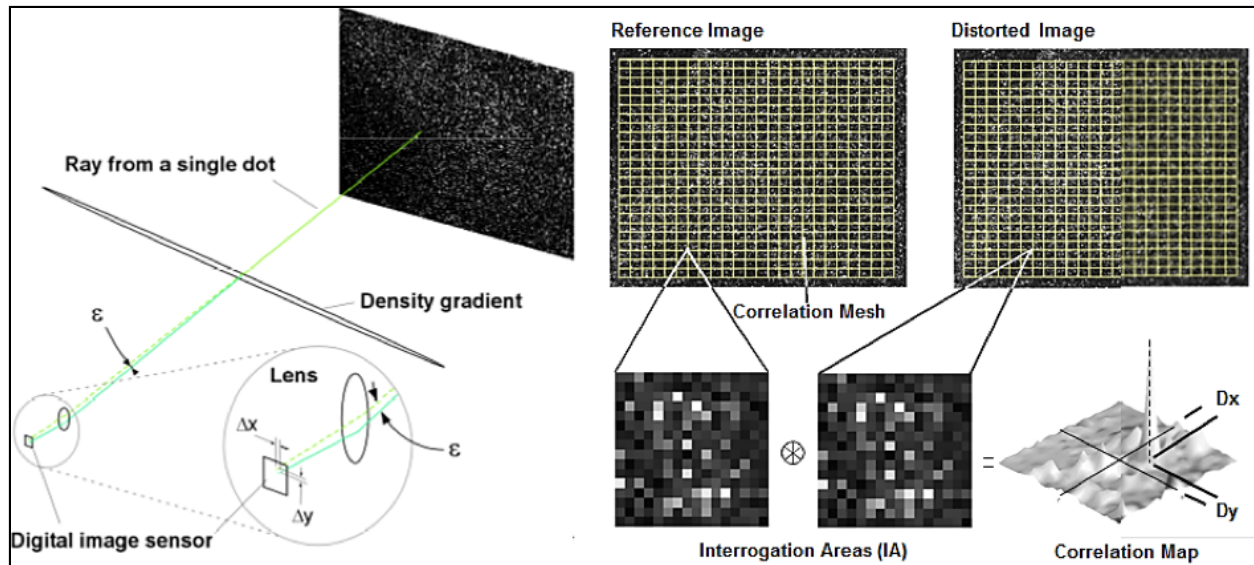 Reference Image
Distorted Image
Ray from a single dot
Density gradient
ε
Correlation Mesh
Lens
Δx
ε
Δy
Digital image sensor
=
Dx
Dy
Interrogation Areas (IA)
Correlation Map